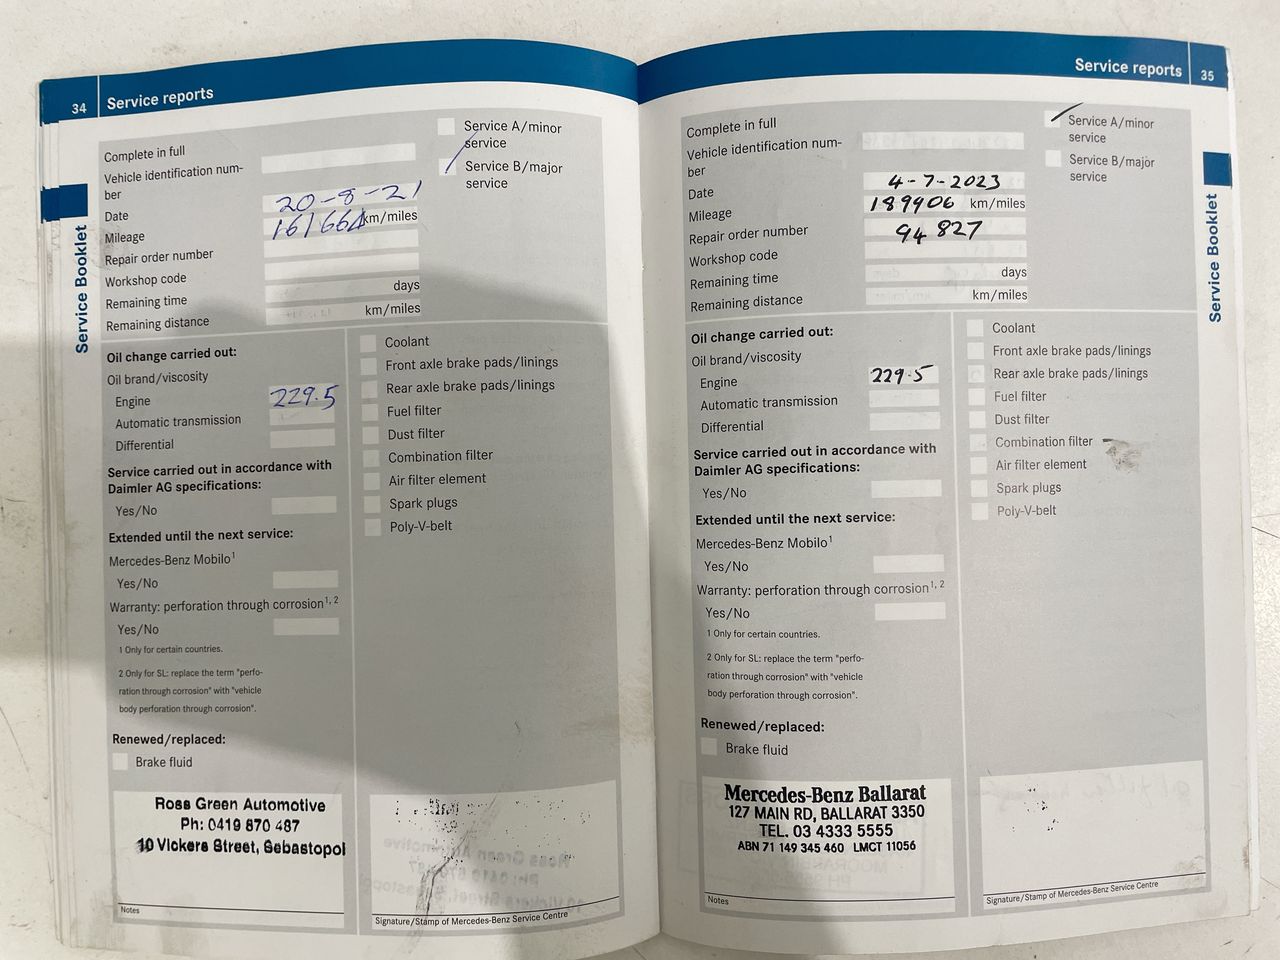 34 Service reports
Service Booklet
Complete in full
Vehicle identification num-
ber
Date 20-8-21
Mileage 161664 km/miles
Repair order number
Workshop code
Remaining time days
Remaining distance km/miles
Service A/minor
service
Service B/major
service
Oil change carried out:
Oil brand/viscosity
Engine 229.5
Automatic transmission
Differential
Service carried out in accordance with
Daimler AG specifications:
Yes/No
Extended until the next service:
Mercedes-Benz Mobilo1
Yes/No
Warranty: perforation through corrosion1, 2
Yes/No
1 Only for certain countries.
2 Only for SL: replace the term "perfo-
ration through corrosion" with "vehicle
body perforation through corrosion".
Renewed/replaced:
Brake fluid
Coolant
Front axle brake pads/linings
Rear axle brake pads/linings
Fuel filter
Dust filter
Combination filter
Air filter element
Spark plugs
Poly-V-belt
Ross Green Automotive
Ph: 0419 870 487
10 Vickers Street, Sebastopol
Notes
Signature/Stamp of Mercedes-Benz Service Centre
Service reports 35
Service Booklet
Complete in full
Vehicle identification num-
ber
Date 4-7-2023
Mileage 189906 km/miles
Repair order number 94827
Workshop code
Remaining time days
Remaining distance km/miles
Service A/minor
service
Service B/major
service
Oil change carried out:
Oil brand/viscosity
Engine 229.5
Automatic transmission
Differential
Service carried out in accordance with
Daimler AG specifications:
Yes/No
Extended until the next service:
Mercedes-Benz Mobilo1
Yes/No
Warranty: perforation through corrosion1, 2
Yes/No
1 Only for certain countries.
2 Only for SL: replace the term "perfo-
ration through corrosion" with "vehicle
body perforation through corrosion".
Renewed/replaced:
Brake fluid
Coolant
Front axle brake pads/linings
Rear axle brake pads/linings
Fuel filter
Dust filter
Combination filter
Air filter element
Spark plugs
Poly-V-belt
Mercedes-Benz Ballarat
127 MAIN RD, BALLARAT 3350
TEL. 03 4333 5555
ABN 71 149 345 460 LMCT 11056
Notes
Signature/Stamp of Mercedes-Benz Service Centre